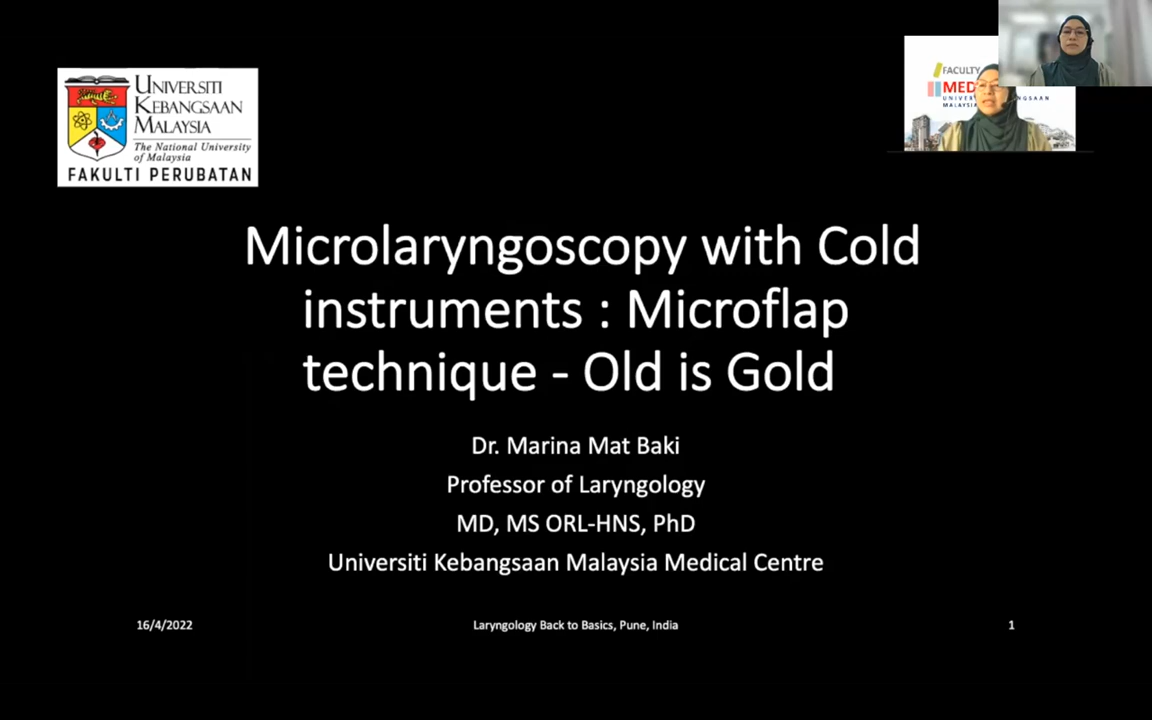 UNIVERSITI
KEBANGSAAN
MALAYSIA
The National University
of Malaysia
FAKULTI PERUBATAN
FACULTY
MED
MALAYSIA
Microlaryngoscopy with Cold
instruments : Microflap
technique - Old is Gold
Dr. Marina Mat Baki
Professor of Laryngology
MD, MS ORL-HNS, PhD
Universiti Kebangsaan Malaysia Medical Centre
16/4/2022
Laryngology Back to Basics, Pune, India
1